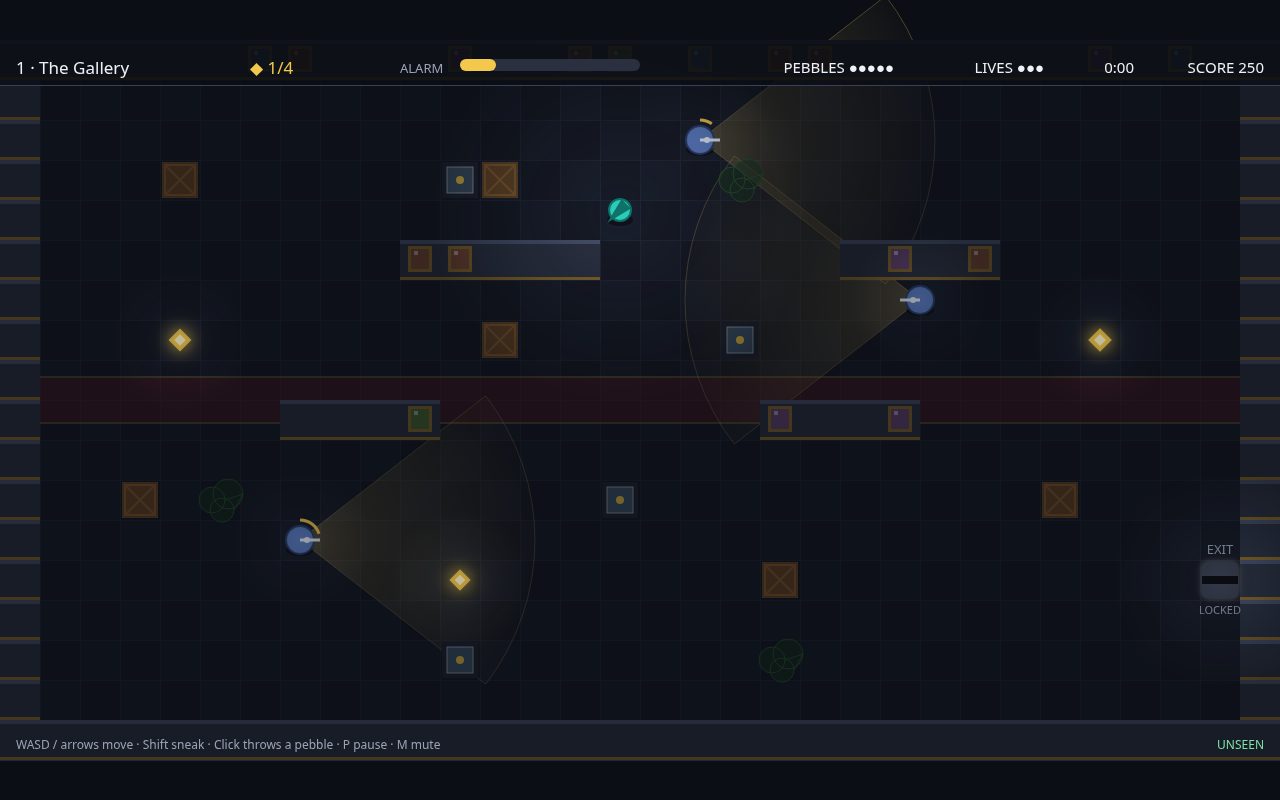 1 · The Gallery
◆ 1/4
ALARM
PEBBLES ●●●●●
LIVES ●●●
0:00
SCORE 250
EXIT
LOCKED
WASD / arrows move · Shift sneak · Click throws a pebble · P pause · M mute
UNSEEN